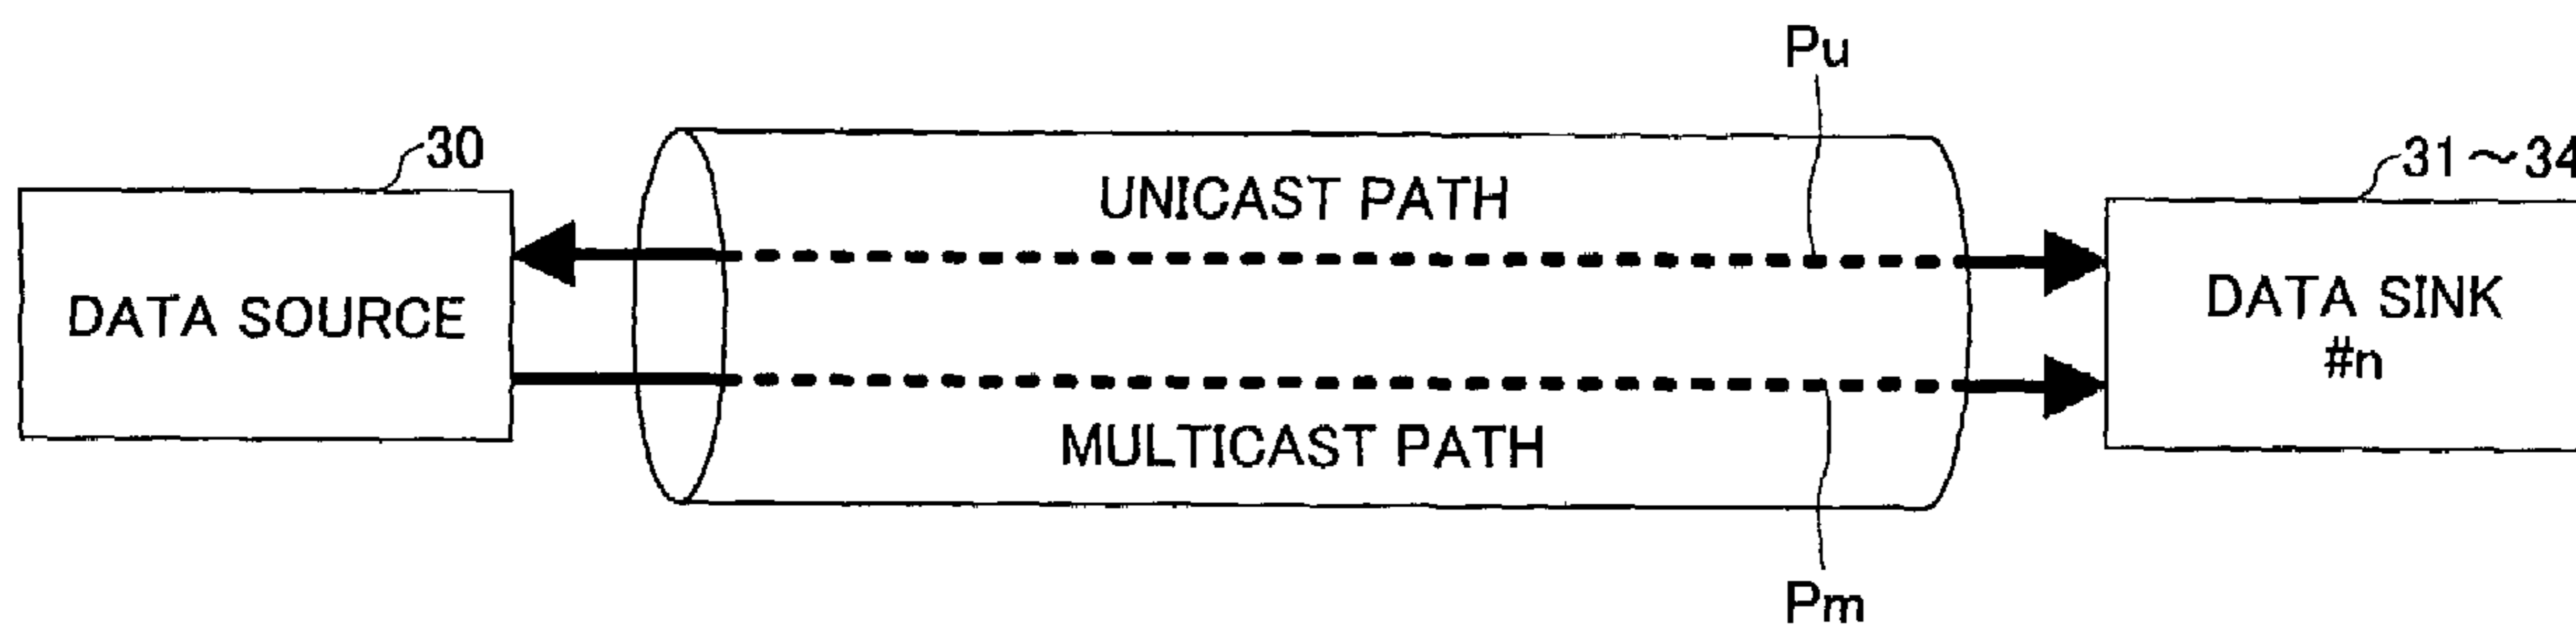 Pu
30
31～34
UNICAST PATH
DATA SOURCE
DATA SINK
#n
MULTICAST PATH
Pm